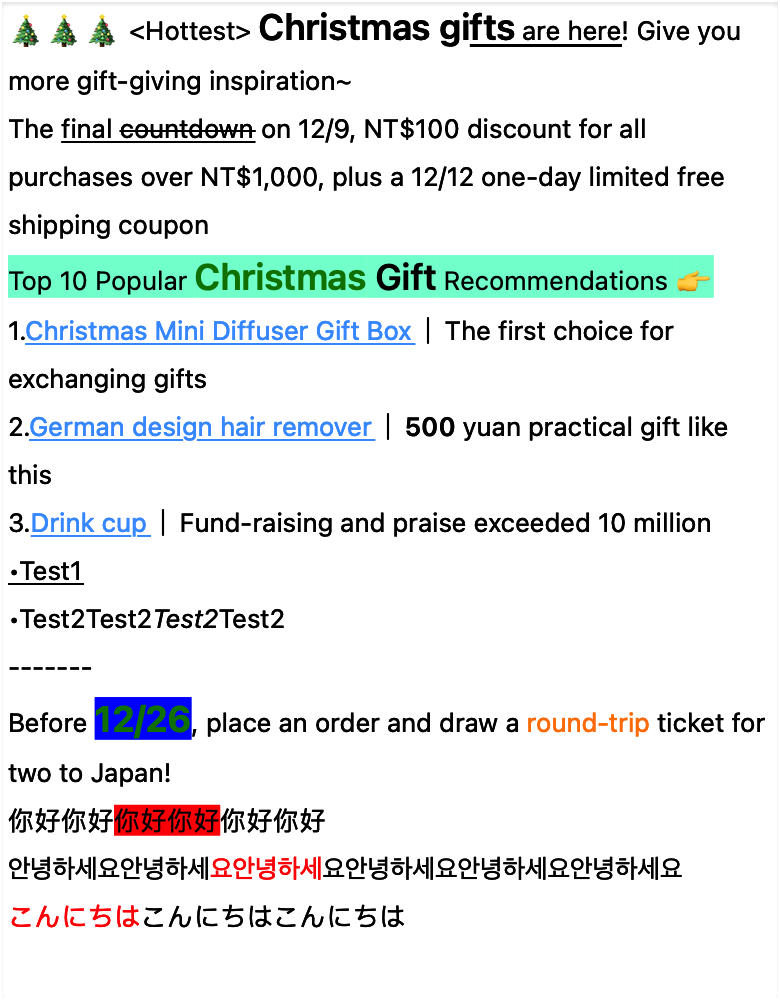 🎄 🎄 🎄 <Hottest> Christmas gifts are here! Give you
more gift-giving inspiration~
The final countdown on 12/9, NT$100 discount for all
purchases over NT$1,000, plus a 12/12 one-day limited free
shipping coupon
Top 10 Popular Christmas Gift Recommendations 👉
1.Christmas Mini Diffuser Gift Box｜The first choice for
exchanging gifts
2.German design hair remover｜500 yuan practical gift like
this
3.Drink cup｜Fund-raising and praise exceeded 10 million
•Test1
•Test2Test2Test2Test2
-------
Before 12/26, place an order and draw a round-trip ticket for
two to Japan!
你好你好你好你好你好你好
안녕하세요안녕하세요안녕하세요안녕하세요안녕하세요안녕하세요
こんにちはこんにちはこんにちは